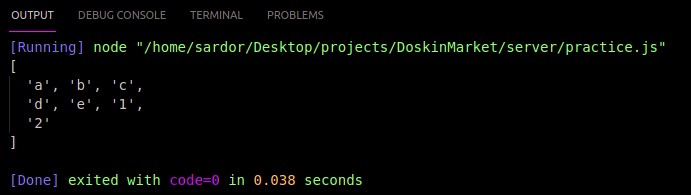 OUTPUT DEBUG CONSOLE TERMINAL PROBLEMS
[Running] node "/home/sardor/Desktop/projects/DoskinMarket/server/practice.js"
[
  'a', 'b', 'c',
  'd', 'e', '1',
  '2'
]
[Done] exited with code=0 in 0.038 seconds